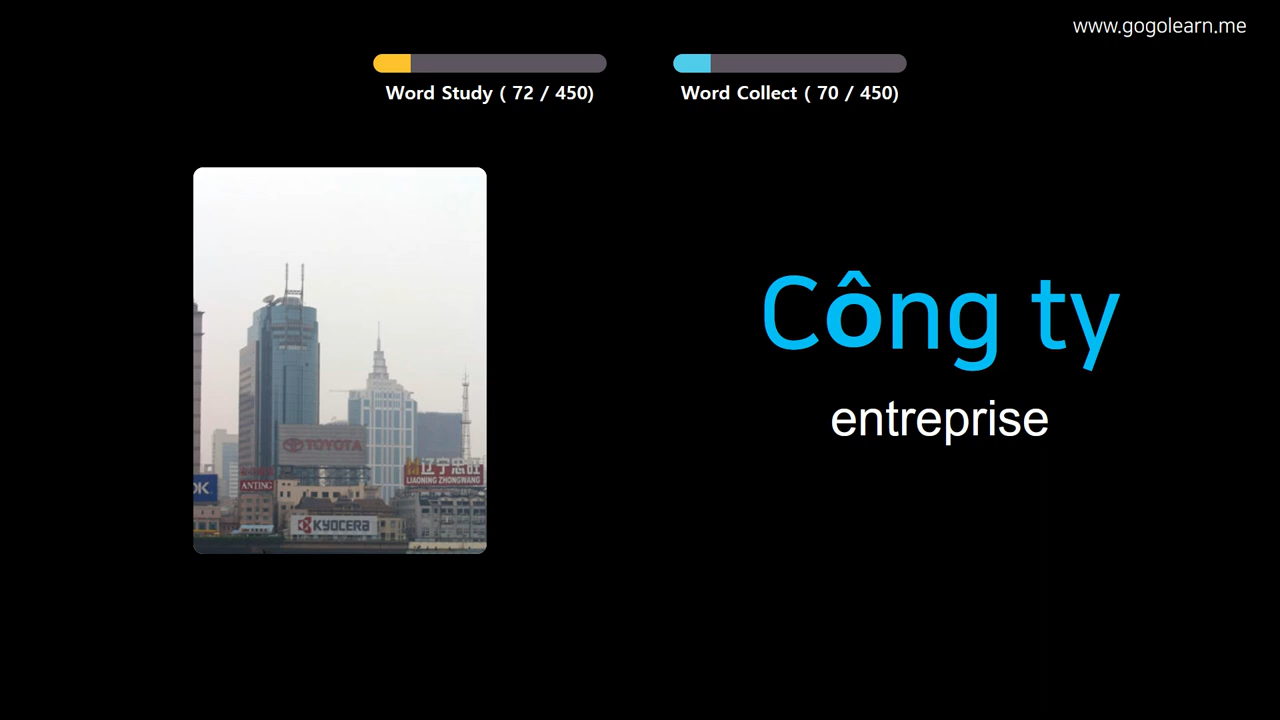 www.gogolearn.me
Word Study ( 72 / 450)
Word Collect ( 70 / 450)
Công ty
entreprise
TOYOTA
辽宁忠旺
LIAONING ZHONGWANG
OK
ANTING
KYOCERA